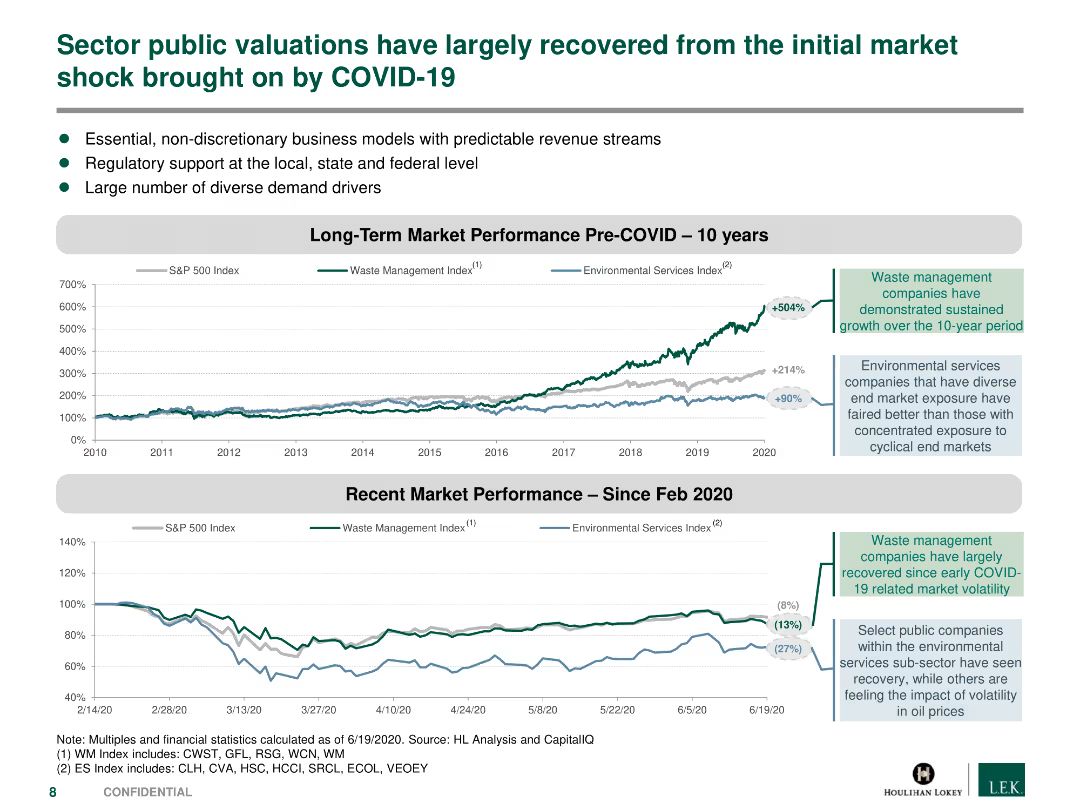 Sector public valuations have largely recovered from the initial market
shock brought on by COVID-19
● Essential, non-discretionary business models with predictable revenue streams
● Regulatory support at the local, state and federal level
● Large number of diverse demand drivers
Long-Term Market Performance Pre-COVID – 10 years
S&P 500 Index
Waste Management Index(1)
Environmental Services Index(2)
700%
600%
500%
400%
300%
200%
100%
0%
2010 2011 2012 2013 2014 2015 2016 2017 2018 2019 2020
+504%
+214%
+90%
Waste management
companies have
demonstrated sustained
growth over the 10-year period
Environmental services
companies that have diverse
end market exposure have
faired better than those with
concentrated exposure to
cyclical end markets
Recent Market Performance – Since Feb 2020
S&P 500 Index
Waste Management Index(1)
Environmental Services Index(2)
140%
120%
100%
80%
60%
40%
2/14/20 2/28/20 3/13/20 3/27/20 4/10/20 4/24/20 5/8/20 5/22/20 6/5/20 6/19/20
(8%)
(13%)
(27%)
Waste management
companies have largely
recovered since early COVID-
19 related market volatility
Select public companies
within the environmental
services sub-sector have seen
recovery, while others are
feeling the impact of volatility
in oil prices
Note: Multiples and financial statistics calculated as of 6/19/2020. Source: HL Analysis and CapitalIQ
(1) WM Index includes: CWST, GFL, RSG, WCN, WM
(2) ES Index includes: CLH, CVA, HSC, HCCI, SRCL, ECOL, VEOEY
8 CONFIDENTIAL
HOULIHAN LOKEY
L.E.K.